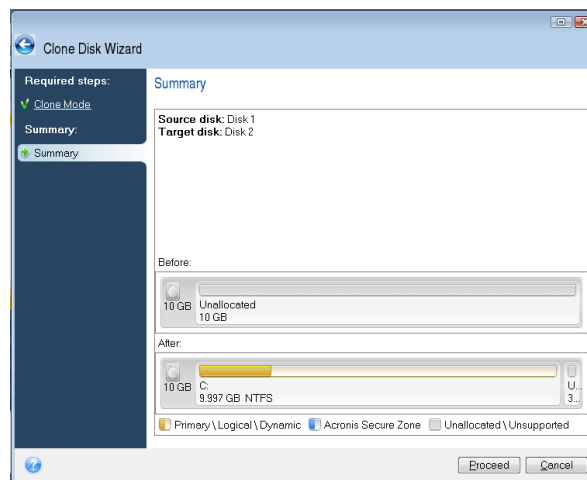 Clone Disk Wizard
Required steps:
Clone Mode
Summary:
Summary
Summary
Source disk: Disk 1
Target disk: Disk 2
Before:
10 GB
Unallocated
10 GB
After:
10 GB
C:
9.997 GB NTFS
U...
3...
Primary \ Logical \ Dynamic
Acronis Secure Zone
Unallocated \ Unsupported
?
Proceed
Cancel